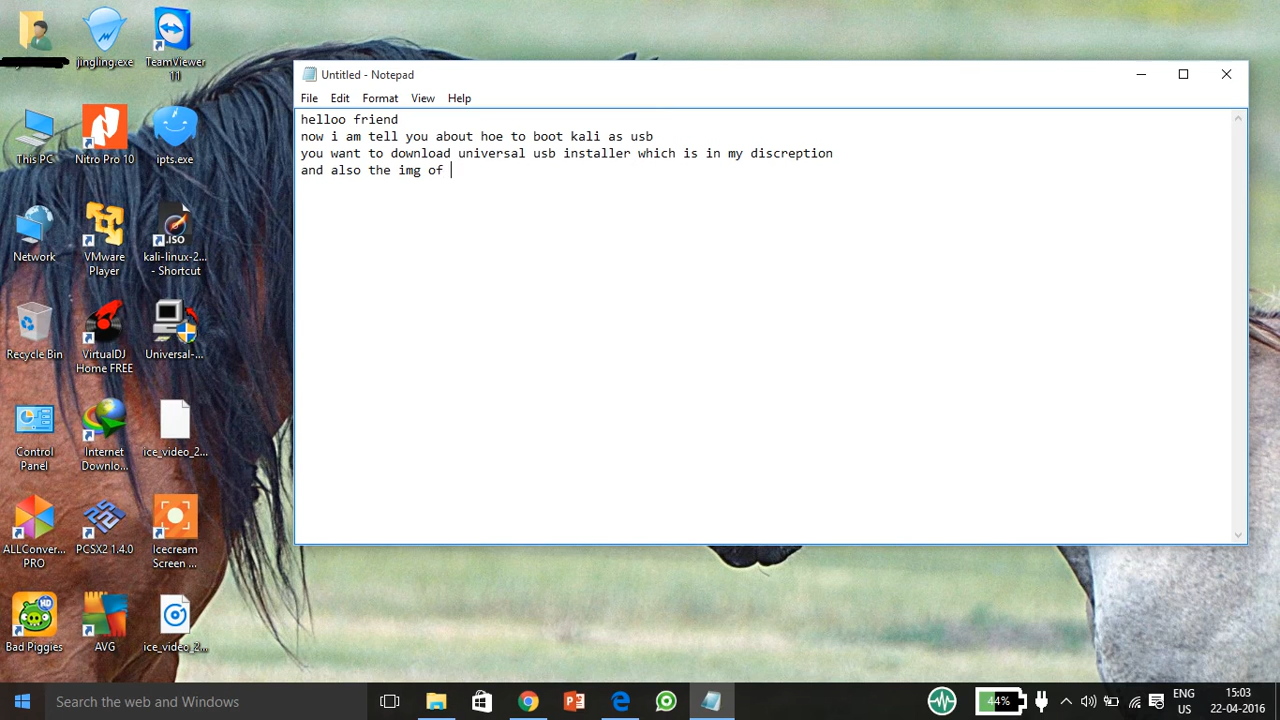 jingling.exe
TeamViewer
11
This PC
Nitro Pro 10
ipts.exe
Network
VMware
Player
.ISO
kali-linux-2...
- Shortcut
Recycle Bin
VirtualDJ
Home FREE
Universal-...
Control
Panel
Internet
Downlo...
ice_video_2...
ALLConver...
PRO
PCSX2 1.4.0
Icecream
Screen ...
HD
Bad Piggies
AVG
ice_video_2...
Untitled - Notepad
File Edit Format View Help
helloo friend
now i am tell you about hoe to boot kali as usb
you want to download universal usb installer which is in my discreption
and also the img of
Search the web and Windows
44%
ENG
US
15:03
22-04-2016